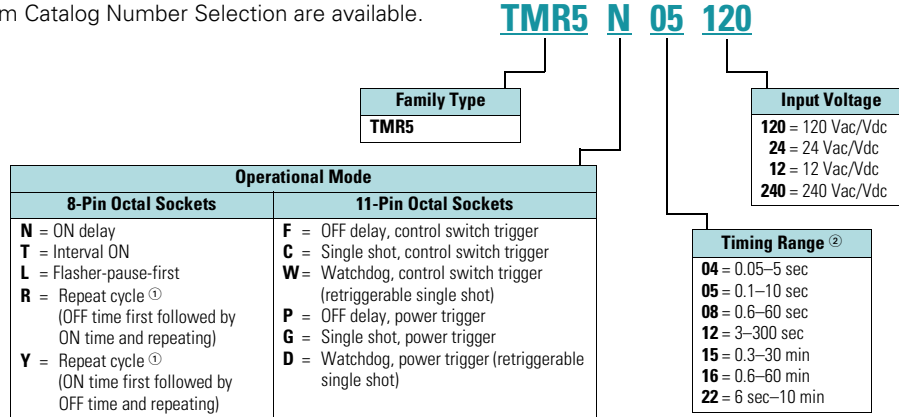 m Catalog Number Selection are available.
TMR5 N 05 120
Family Type
TMR5
Input Voltage
120 = 120 Vac/Vdc
24 = 24 Vac/Vdc
12 = 12 Vac/Vdc
240 = 240 Vac/Vdc
Operational Mode
8-Pin Octal Sockets
N = ON delay
T = Interval ON
L = Flasher-pause-first
R = Repeat cycle ①
(OFF time first followed by
ON time and repeating)
Y = Repeat cycle ①
(ON time first followed by
OFF time and repeating)
11-Pin Octal Sockets
F = OFF delay, control switch trigger
C = Single shot, control switch trigger
W = Watchdog, control switch trigger
(retriggerable single shot)
P = OFF delay, power trigger
G = Single shot, power trigger
D = Watchdog, power trigger (retriggerable
single shot)
Timing Range ②
04 = 0.05–5 sec
05 = 0.1–10 sec
08 = 0.6–60 sec
12 = 3–300 sec
15 = 0.3–30 min
16 = 0.6–60 min
22 = 6 sec–10 min